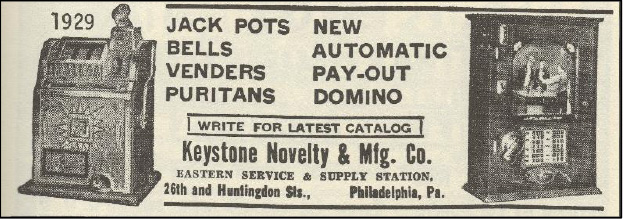 1929
JACK POTS NEW
BELLS AUTOMATIC
VENDERS PAY-OUT
PURITANS DOMINO
WRITE FOR LATEST CATALOG
Keystone Novelty & Mfg. Co.
EASTERN SERVICE & SUPPLY STATION,
26th and Huntingdon Sts., Philadelphia, Pa.